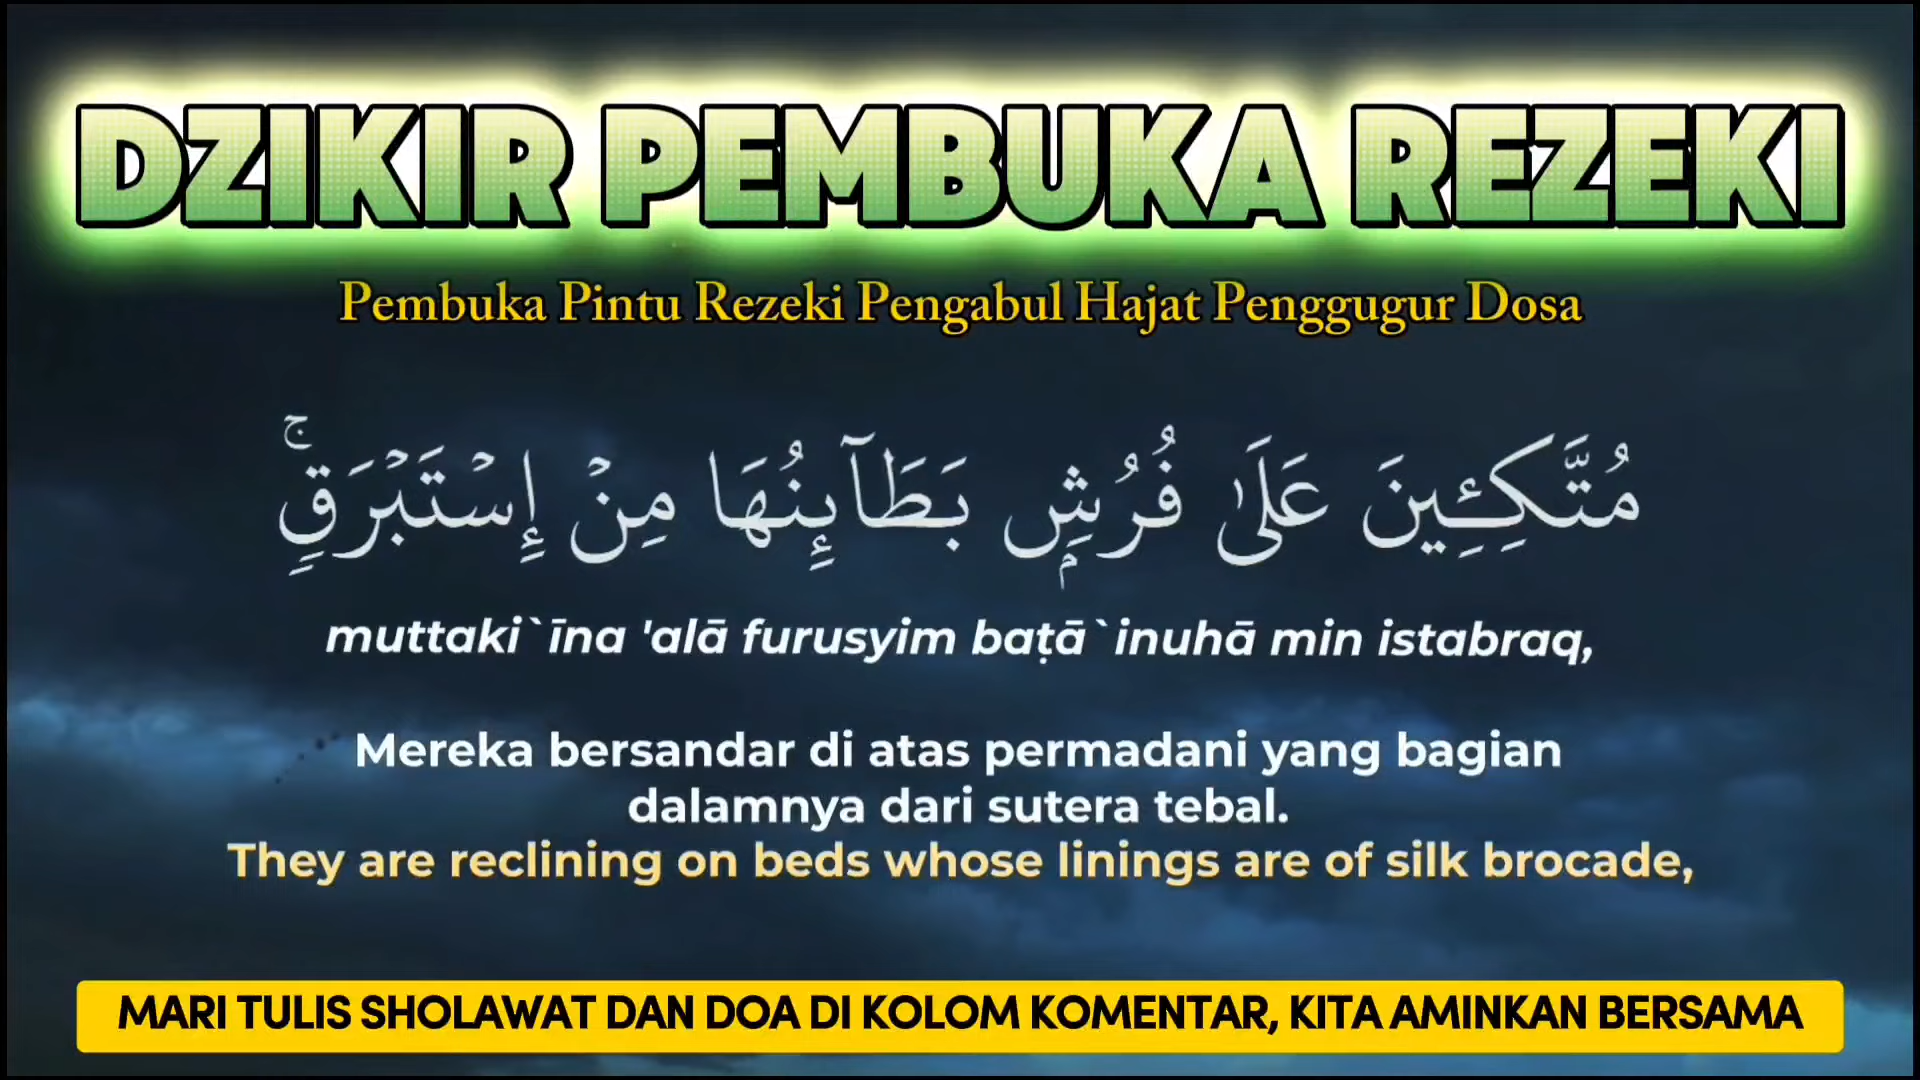 DZIKIR PEMBUKA REZEKI
Pembuka Pintu Rezeki Pengabul Hajat Penggugur Dosa
مُتَّكِـِٕينَ عَلَىٰ فُرُشٍۭ بَطَآىِٕنُهَا مِنْ إِسْتَبْرَقٍۚ
muttaki`īna 'alā furusyim baṭā`inuhā min istabraq,
Mereka bersandar di atas permadani yang bagian
dalamnya dari sutera tebal.
They are reclining on beds whose linings are of silk brocade,
MARI TULIS SHOLAWAT DAN DOA DI KOLOM KOMENTAR, KITA AMINKAN BERSAMA